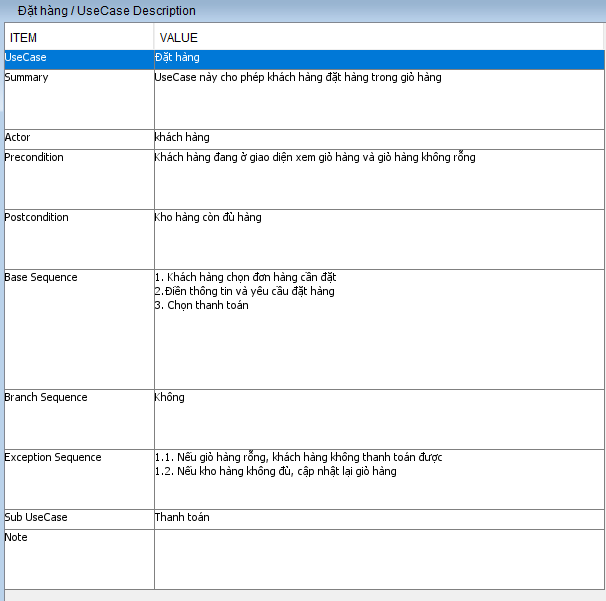 Đặt hàng / UseCase Description
ITEM VALUE
UseCase Đặt hàng
Summary UseCase này cho phép khách hàng đặt hàng trong giỏ hàng
Actor khách hàng
Precondition Khách hàng đang ở giao diện xem giỏ hàng và giỏ hàng không rỗng
Postcondition Kho hàng còn đủ hàng
Base Sequence 1. Khách hàng chọn đơn hàng cần đặt
2.Điền thông tin và yêu cầu đặt hàng
3. Chọn thanh toán
Branch Sequence Không
Exception Sequence 1.1. Nếu giỏ hàng rỗng, khách hàng không thanh toán được
1.2. Nếu kho hàng không đủ, cập nhật lại giỏ hàng
Sub UseCase Thanh toán
Note